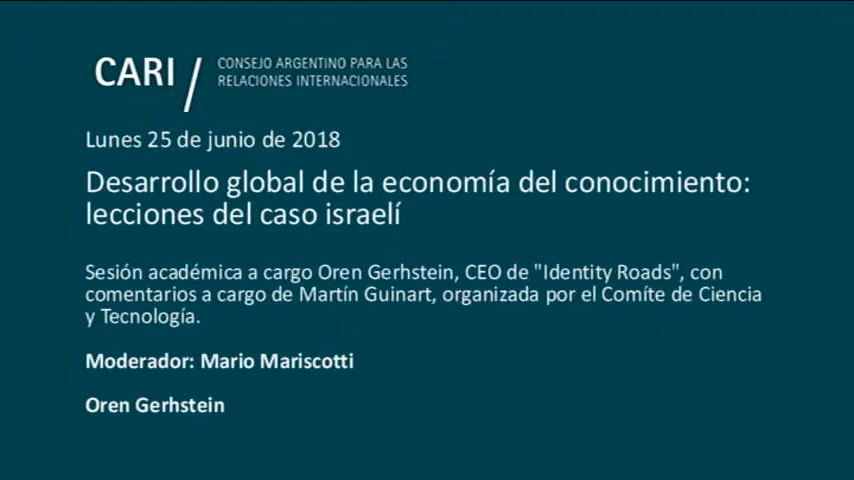 CARI/
CONSEJO ARGENTINO PARA LAS
RELACIONES INTERNACIONALES
Lunes 25 de junio de 2018
Desarrollo global de la economía del conocimiento:
lecciones del caso israelí
Sesión académica a cargo Oren Gerhstein, CEO de "Identity Roads", con
comentarios a cargo de Martín Guinart, organizada por el Comíte de Ciencia
y Tecnología.
Moderador: Mario Mariscotti
Oren Gerhstein